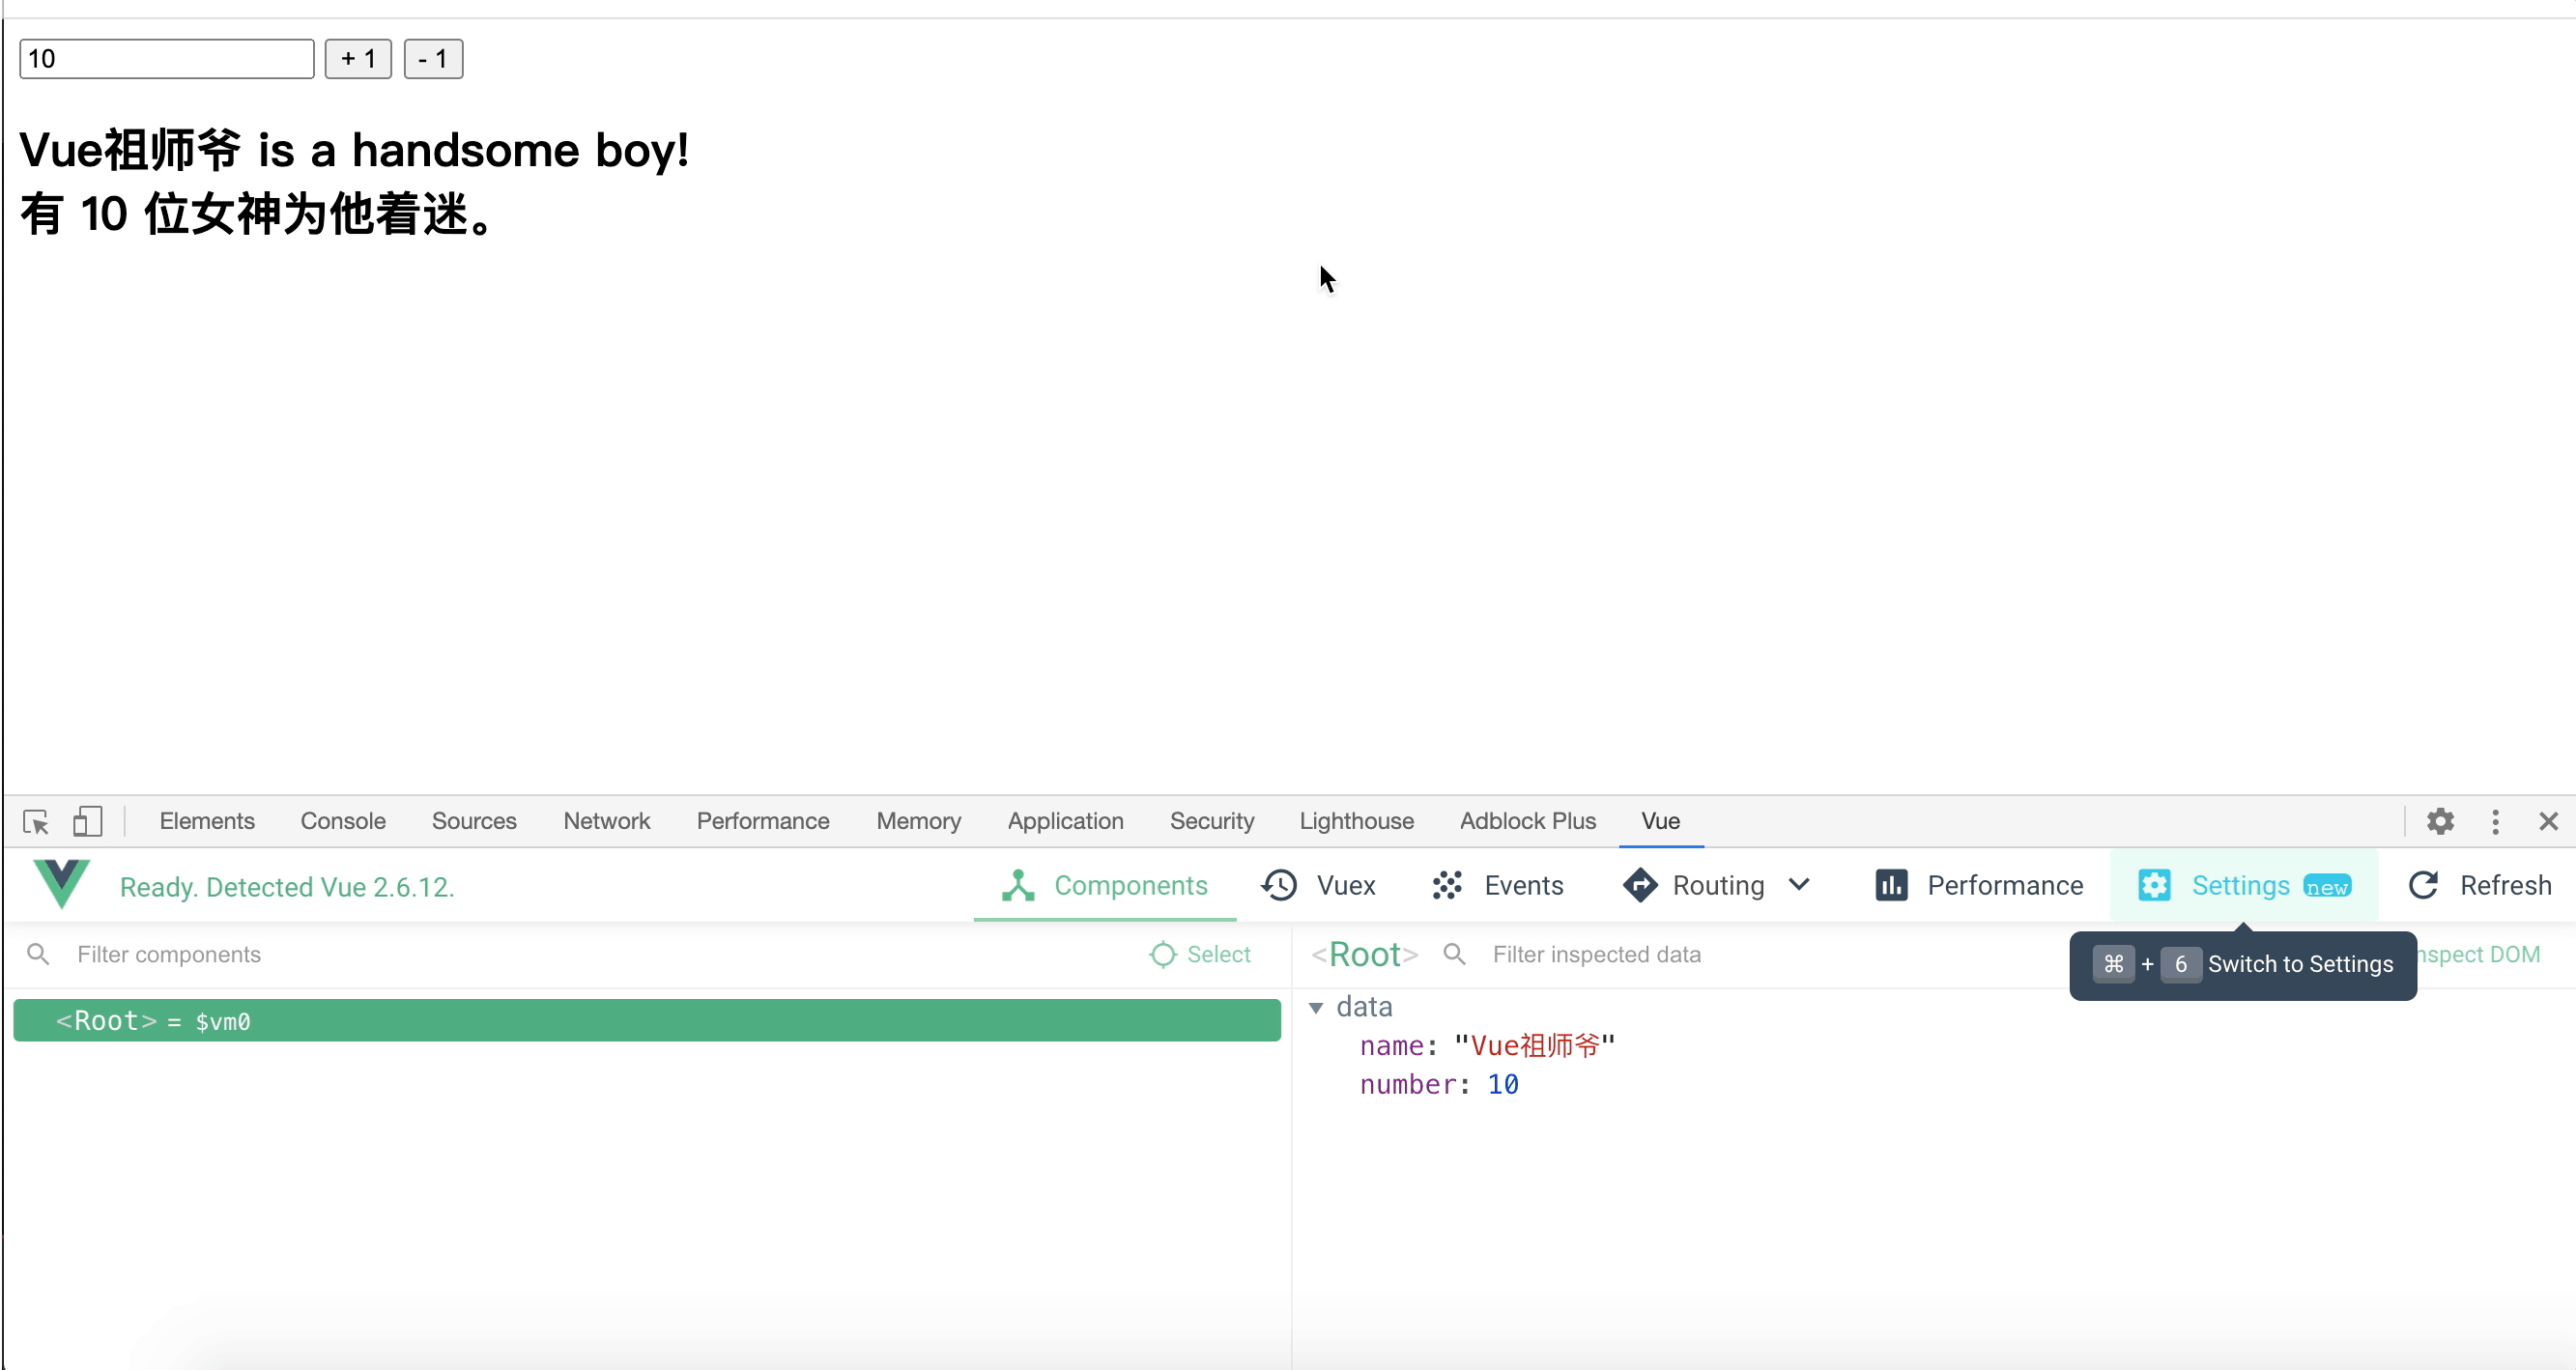 10 + 1 - 1
Vue祖师爷 is a handsome boy!
有 10 位女神为他着迷。
Elements Console Sources Network Performance Memory Application Security Lighthouse Adblock Plus Vue
Ready. Detected Vue 2.6.12. Components Vuex Events Routing Performance Settings new Refresh
Filter components Select <Root> Filter inspected data nspect DOM
⌘ + 6 Switch to Settings
<Root> = $vm0
data
name: "Vue祖师爷"
number: 10